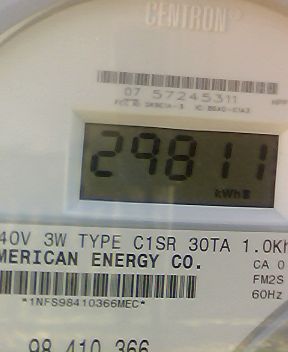 CENTRON®
07 57245311
29811
kWh
40V 3W TYPE C1SR 30TA 1.0Kh
MERICAN ENERGY CO.
CA 0
FM2S
60Hz
*1NFS98410366MEC*
98 410 366